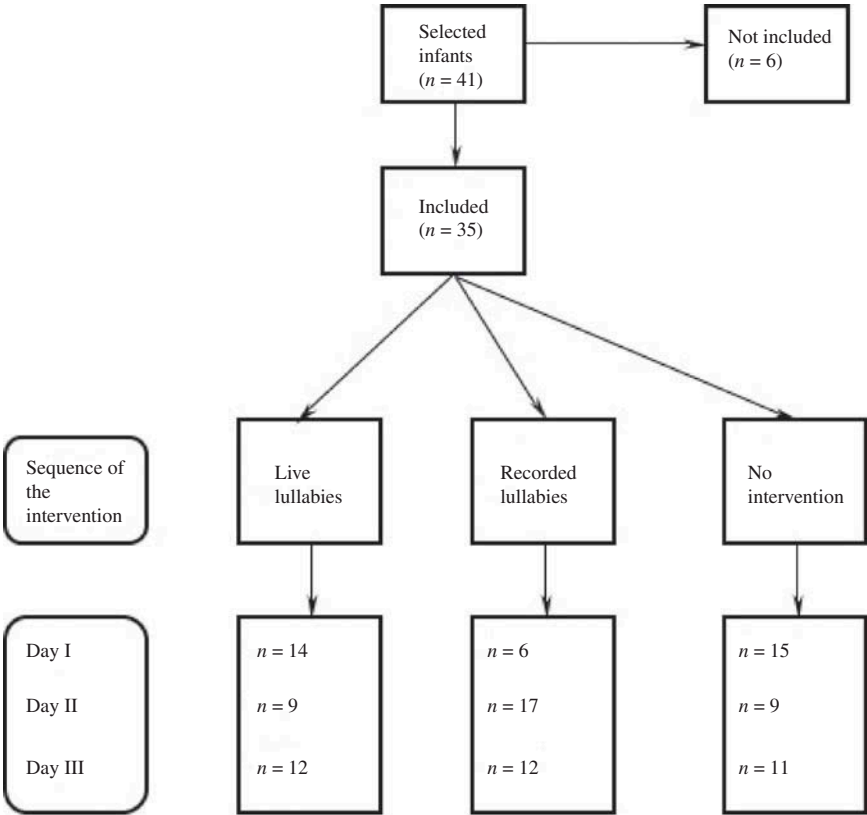 Selected
infants
(n = 41)
Not included
(n = 6)
Included
(n = 35)
Sequence of
the
intervention
Live
lullabies
Recorded
lullabies
No
intervention
Day I
n = 14
n = 6
n = 15
Day II
n = 9
n = 17
n = 9
Day III
n = 12
n = 12
n = 11